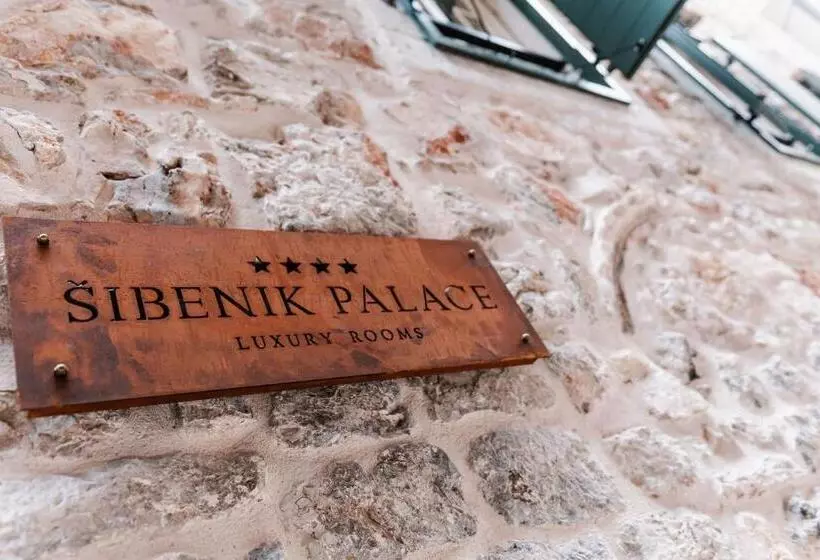 ★★★★
ŠIBENIK PALACE
LUXURY ROOMS